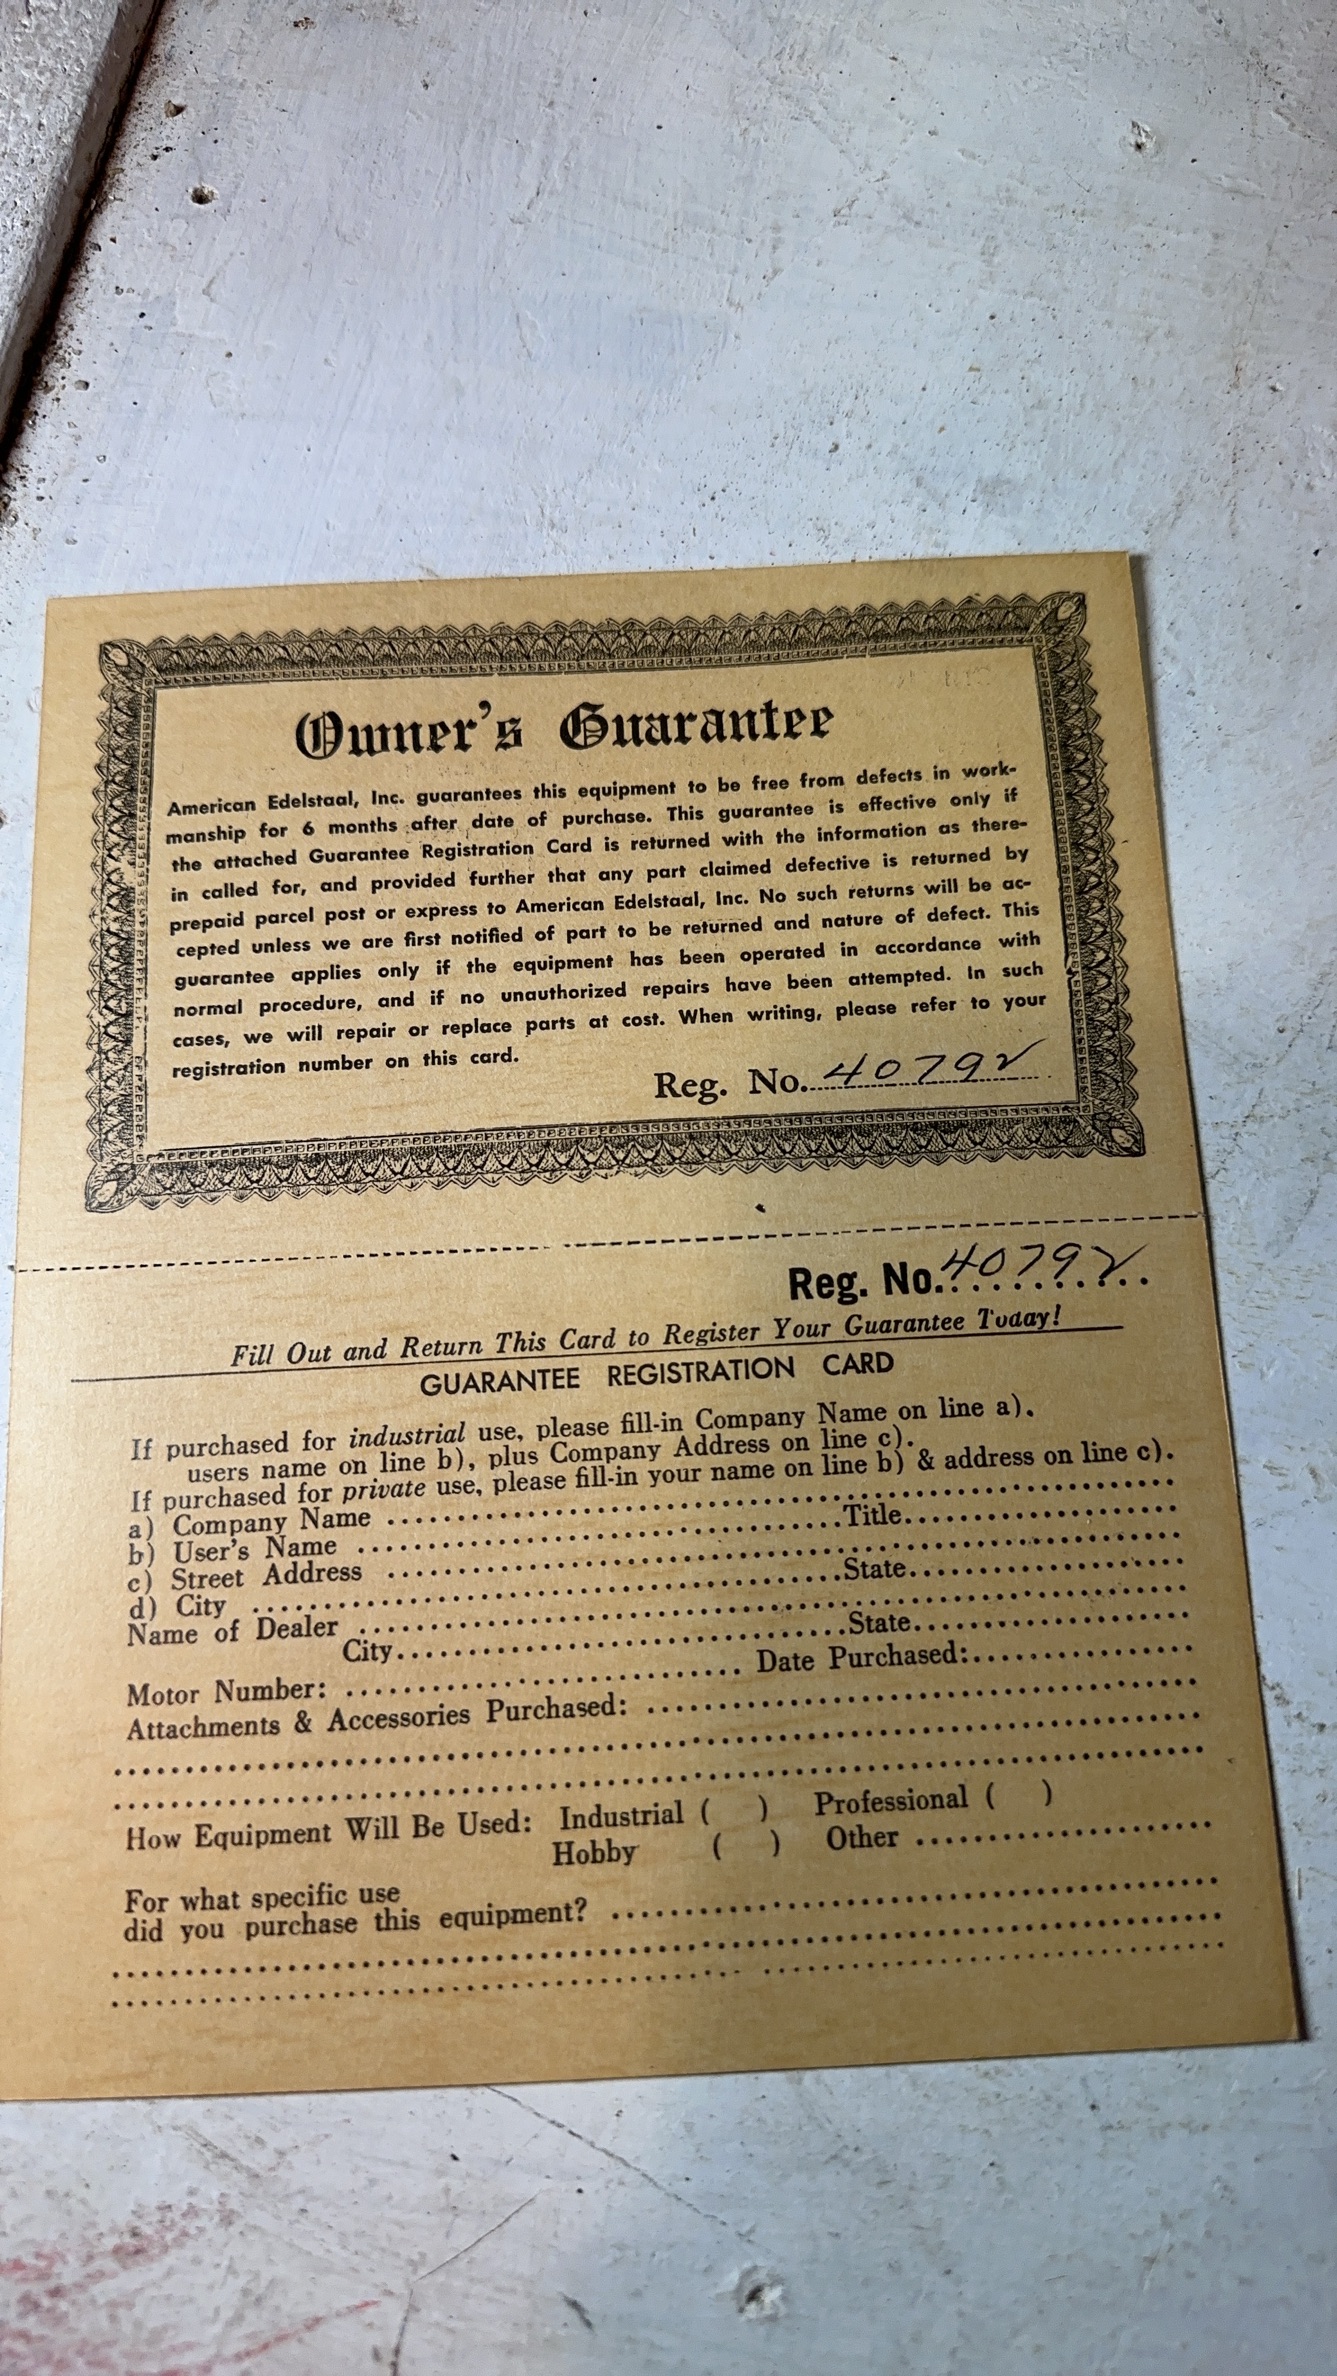 Owner's Guarantee
American Edelstaal, Inc. guarantees this equipment to be free from defects in work-
manship for 6 months after date of purchase. This guarantee is effective only if
the attached Guarantee Registration Card is returned with the information as there-
in called for, and provided further that any part claimed defective is returned by
prepaid parcel post or express to American Edelstaal, Inc. No such returns will be ac-
cepted unless we are first notified of part to be returned and nature of defect. This
guarantee applies only if the equipment has been operated in accordance with
normal procedure, and if no unauthorized repairs have been attempted. In such
cases, we will repair or replace parts at cost. When writing, please refer to your
registration number on this card.
Reg. No. 40792
Reg. No. 40792
Fill Out and Return This Card to Register Your Guarantee Today!
GUARANTEE REGISTRATION CARD
If purchased for industrial use, please fill-in Company Name on line a).
users name on line b), plus Company Address on line c).
If purchased for private use, please fill-in your name on line b) & address on line c).
a) Company Name
b) User's Name Title
c) Street Address
d) City State
Name of Dealer
City State
Motor Number: Date Purchased:
Attachments & Accessories Purchased:
How Equipment Will Be Used: Industrial ( ) Professional ( )
Hobby ( ) Other
For what specific use
did you purchase this equipment?